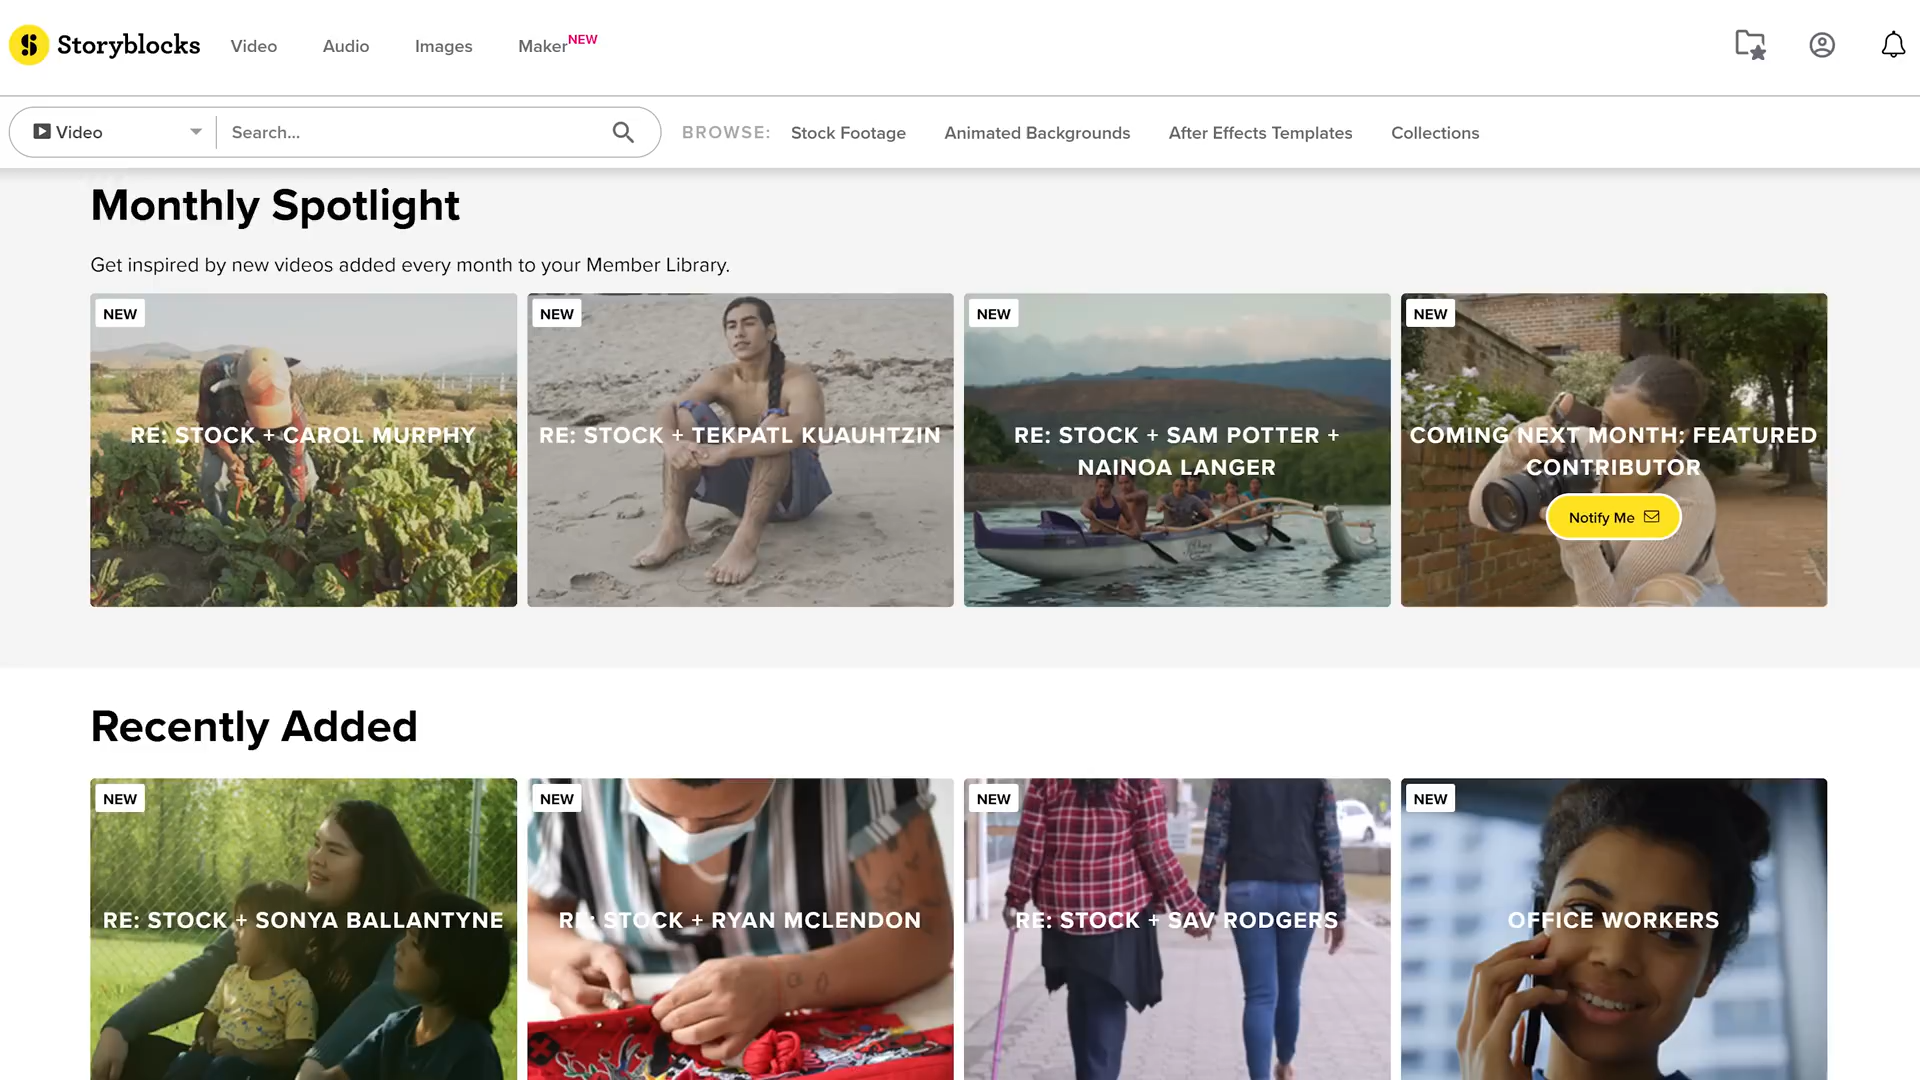 Storyblocks
Video
Audio
Images
Maker NEW
Video
Search...
BROWSE:
Stock Footage
Animated Backgrounds
After Effects Templates
Collections
Monthly Spotlight
Get inspired by new videos added every month to your Member Library.
NEW
RE: STOCK + CAROL MURPHY
NEW
RE: STOCK + TEKPATL KUAUHTZIN
NEW
RE: STOCK + SAM POTTER +
NAINOA LANGER
NEW
COMING NEXT MONTH: FEATURED
CONTRIBUTOR
Notify Me
Recently Added
NEW
RE: STOCK + SONYA BALLANTYNE
NEW
RE: STOCK + RYAN MCLENDON
NEW
RE: STOCK + SAV RODGERS
NEW
OFFICE WORKERS